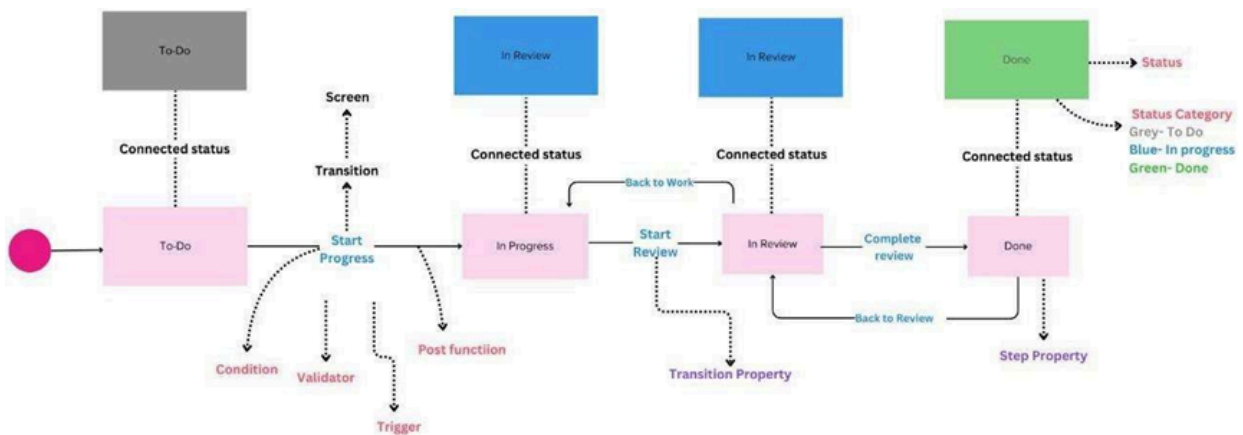 To-Do
In Review
In Review
Done
Status
Screen
Status Category
Grey- To Do
Blue- In progress
Green- Done
Connected status
Connected status
Connected status
Connected status
Transition
Back to Work
To-Do
Start
Progress
In Progress
Start
Review
In Review
Complete
review
Done
Back to Review
Post functiion
Step Property
Condition
Validator
Transition Property
Trigger